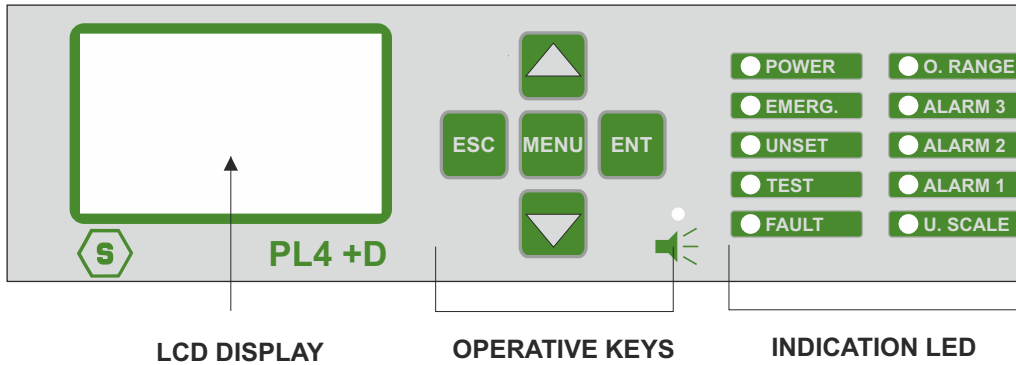 POWER
O. RANGE
EMERG.
ALARM 3
ESC
MENU
ENT
UNSET
ALARM 2
TEST
ALARM 1
FAULT
U. SCALE
S
PL4 +D
LCD DISPLAY
OPERATIVE KEYS
INDICATION LED